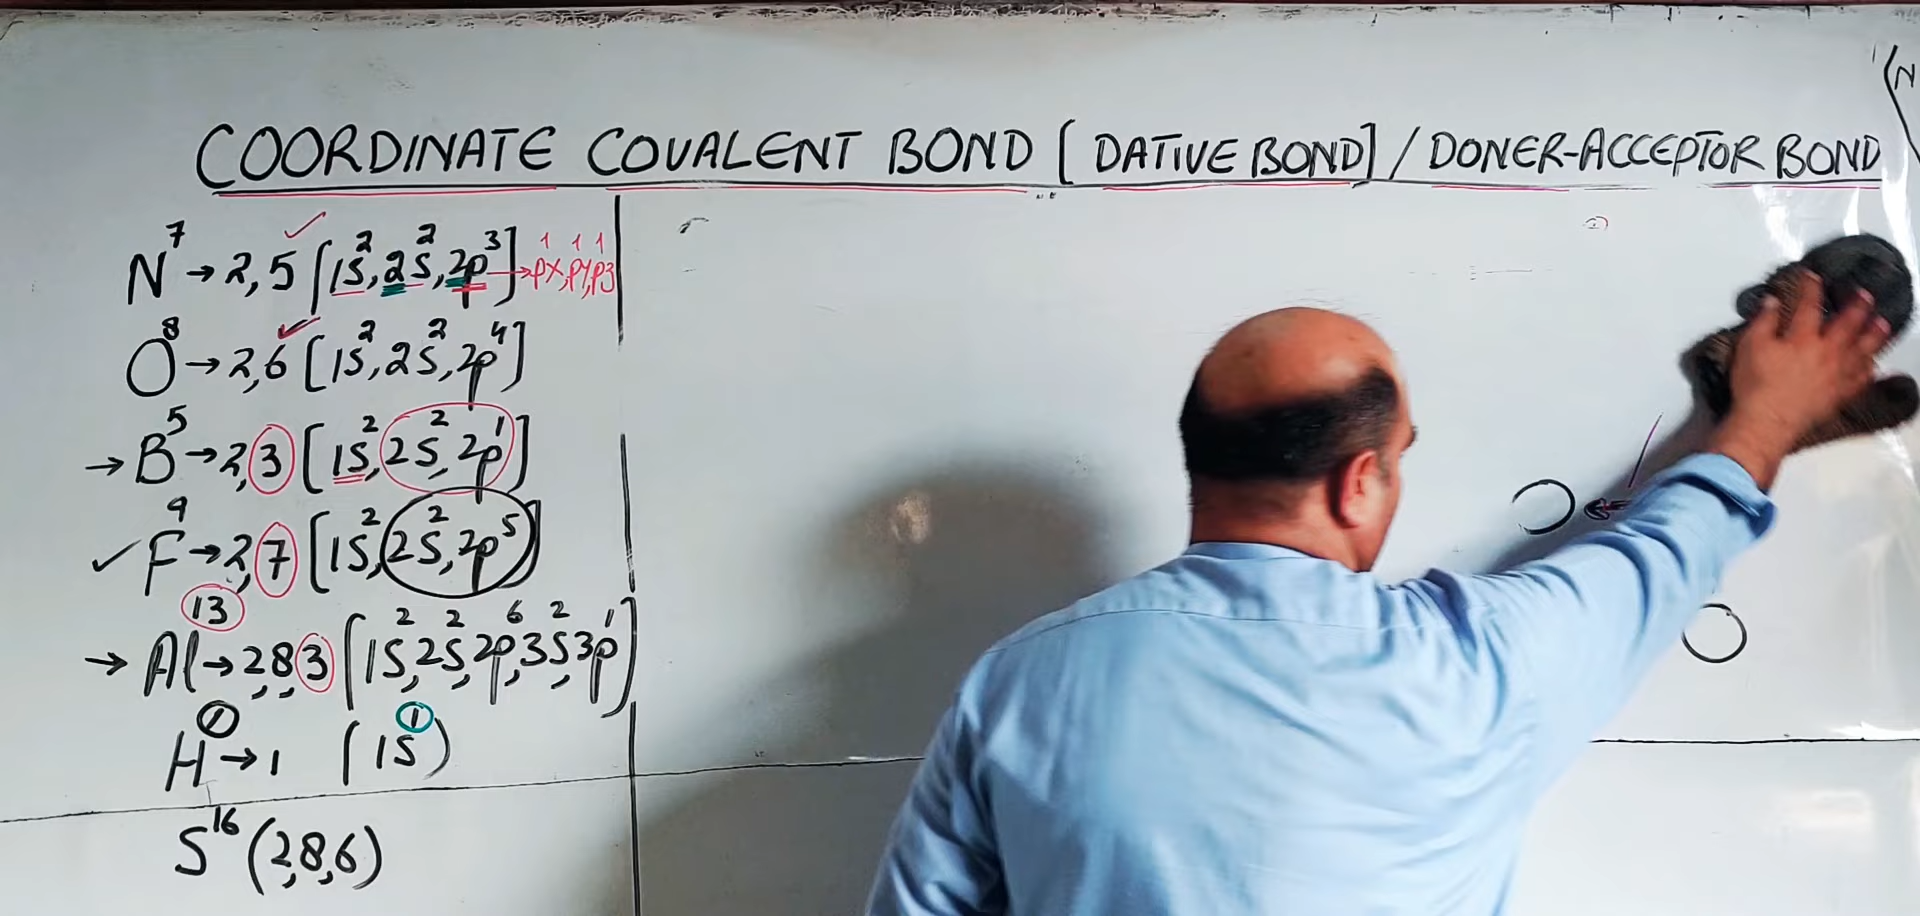 COORDINATE COVALENT BOND [DATIVE BOND] / DONER-ACCEPTOR BOND
N⁷ → 2,5 [1S², 2S², 2p³] → px¹, py¹, pz¹
O⁸ → 2,6 [1S², 2S², 2p⁴]
→ B⁵ → 2,3 [1S², 2S², 2p¹]
✓ F⁹ → 2,7 [1S², 2S², 2p⁵]
→ Al¹³ → 2,8,3 [1S², 2S², 2p⁶, 3S², 3p¹]
H¹ → 1 (1S¹)
S¹⁶ (2,8,6)
(N